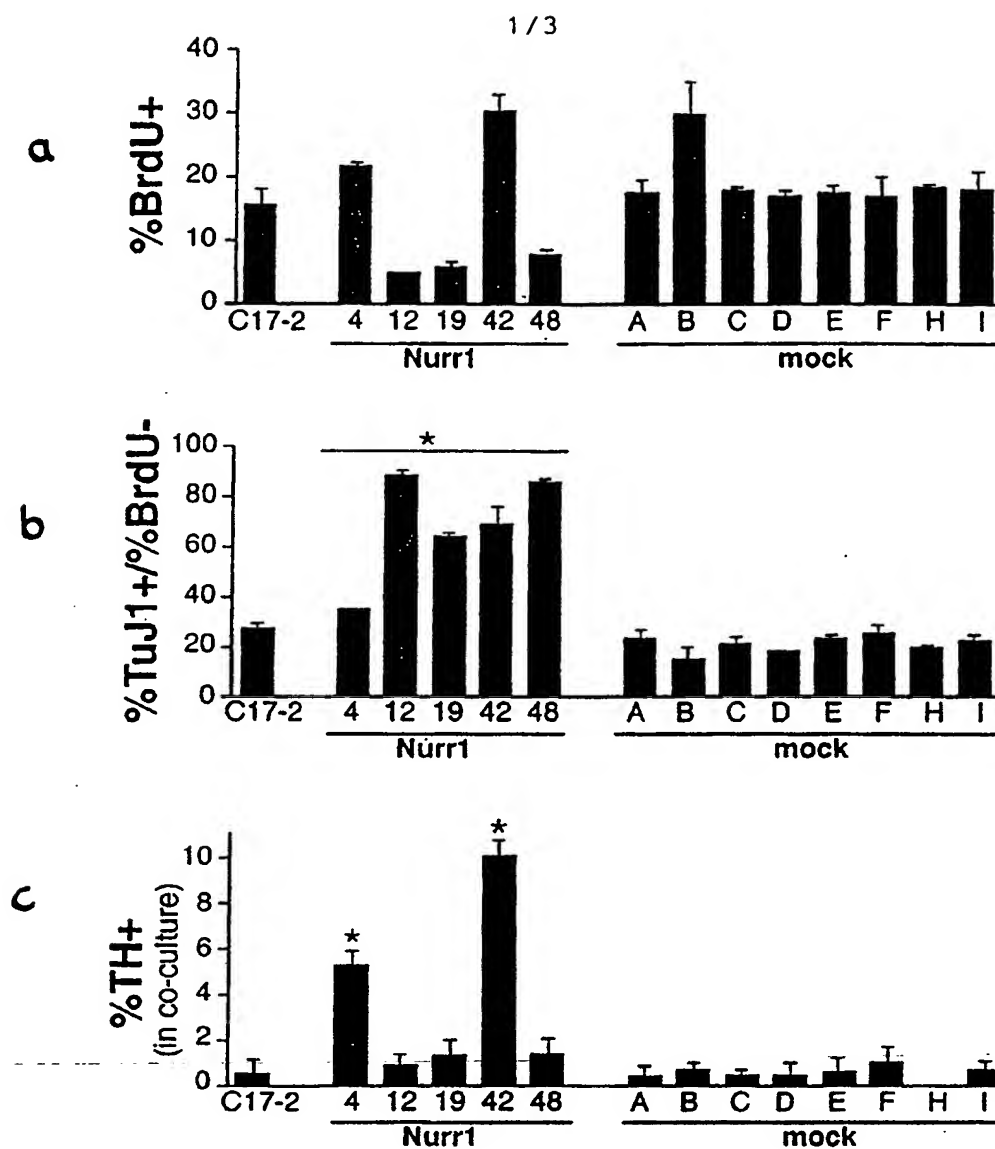 1/3
a
%BrdU+
40
30
20
10
0
C17-2 4 12 19 42 48 A B C D E F H I
Nurr1 mock
b
%TuJ1+/%BrdU-
*
100
80
60
40
20
0
C17-2 4 12 19 42 48 A B C D E F H I
Nurr1 mock
c
%TH+
(in co-culture)
* *
10
8
6
4
2
0
C17-2 4 12 19 42 48 A B C D E F H I
Nurr1 mock